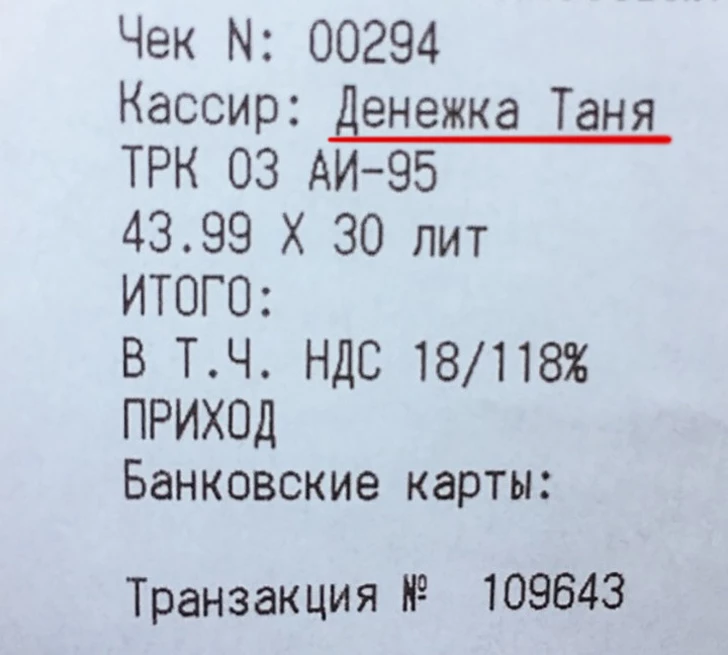 Чек N: 00294
Кассир: Денежка Таня
ТРК 03 АИ-95
43.99 X 30 лит
ИТОГО:
В Т.Ч. НДС 18/118%
ПРИХОД
Банковские карты:
Транзакция № 109643